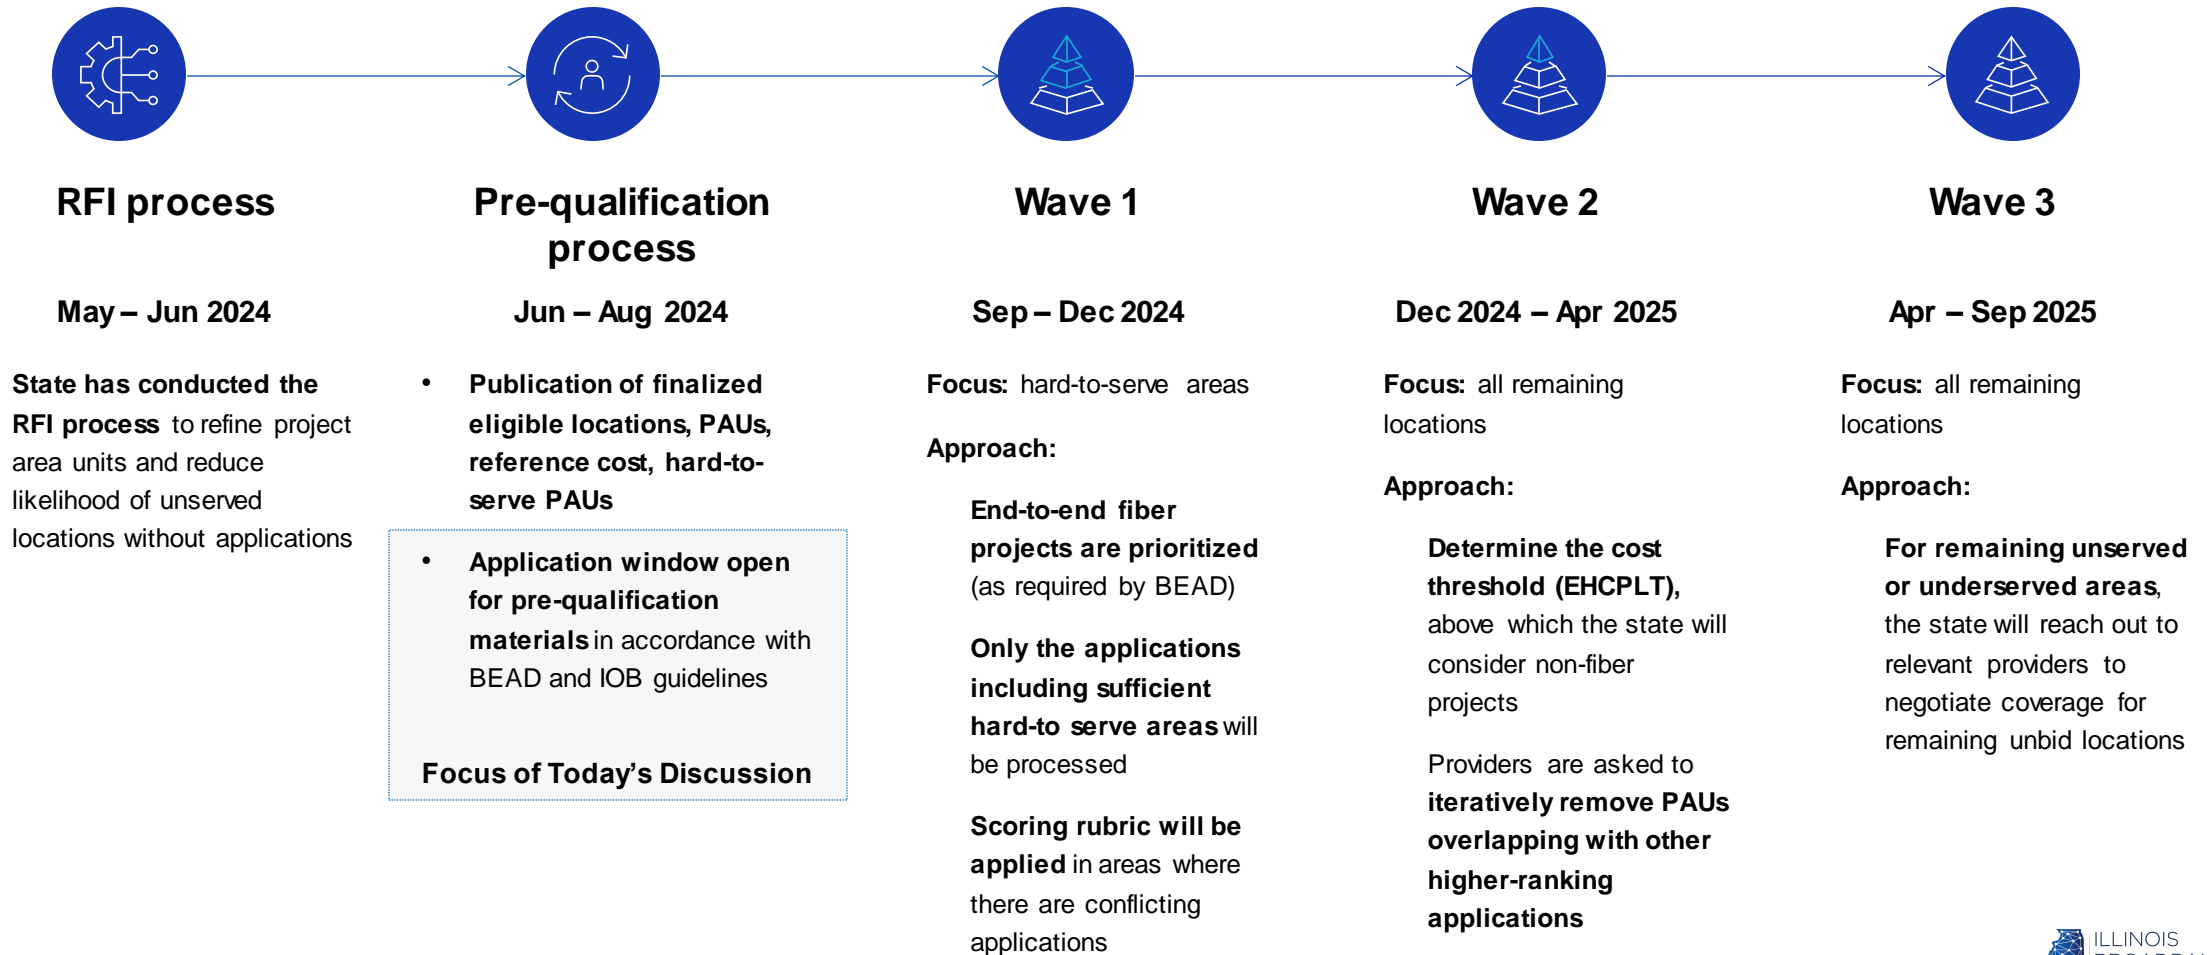 RFI process
May – Jun 2024
State has conducted the
RFI process to refine project
area units and reduce
likelihood of unserved
locations without applications
Pre-qualification
process
Jun – Aug 2024
• Publication of finalized
eligible locations, PAUs,
reference cost, hard-to-
serve PAUs
• Application window open
for pre-qualification
materials in accordance with
BEAD and IOB guidelines
Focus of Today’s Discussion
Wave 1
Sep – Dec 2024
Focus: hard-to-serve areas
Approach:
End-to-end fiber
projects are prioritized
(as required by BEAD)
Only the applications
including sufficient
hard-to serve areas will
be processed
Scoring rubric will be
applied in areas where
there are conflicting
applications
Wave 2
Dec 2024 – Apr 2025
Focus: all remaining
locations
Approach:
Determine the cost
threshold (EHCPLT),
above which the state will
consider non-fiber
projects
Providers are asked to
iteratively remove PAUs
overlapping with other
higher-ranking
applications
Wave 3
Apr – Sep 2025
Focus: all remaining
locations
Approach:
For remaining unserved
or underserved areas,
the state will reach out to
relevant providers to
negotiate coverage for
remaining unbid locations
ILLINOIS